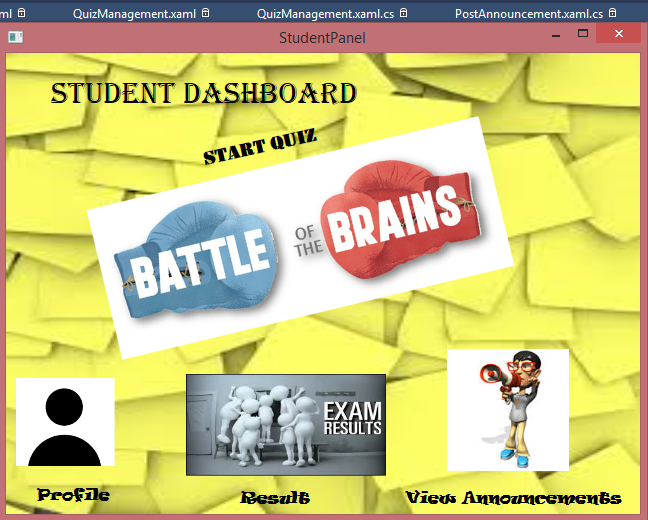 ml
QuizManagement.xaml
QuizManagement.xaml.cs
PostAnnouncement.xaml.cs
StudentPanel
STUDENT DASHBOARD
START QUIZ
BATTLE
OF
THE
BRAINS
EXAM
RESULTS
Profile
Result
View Announcements